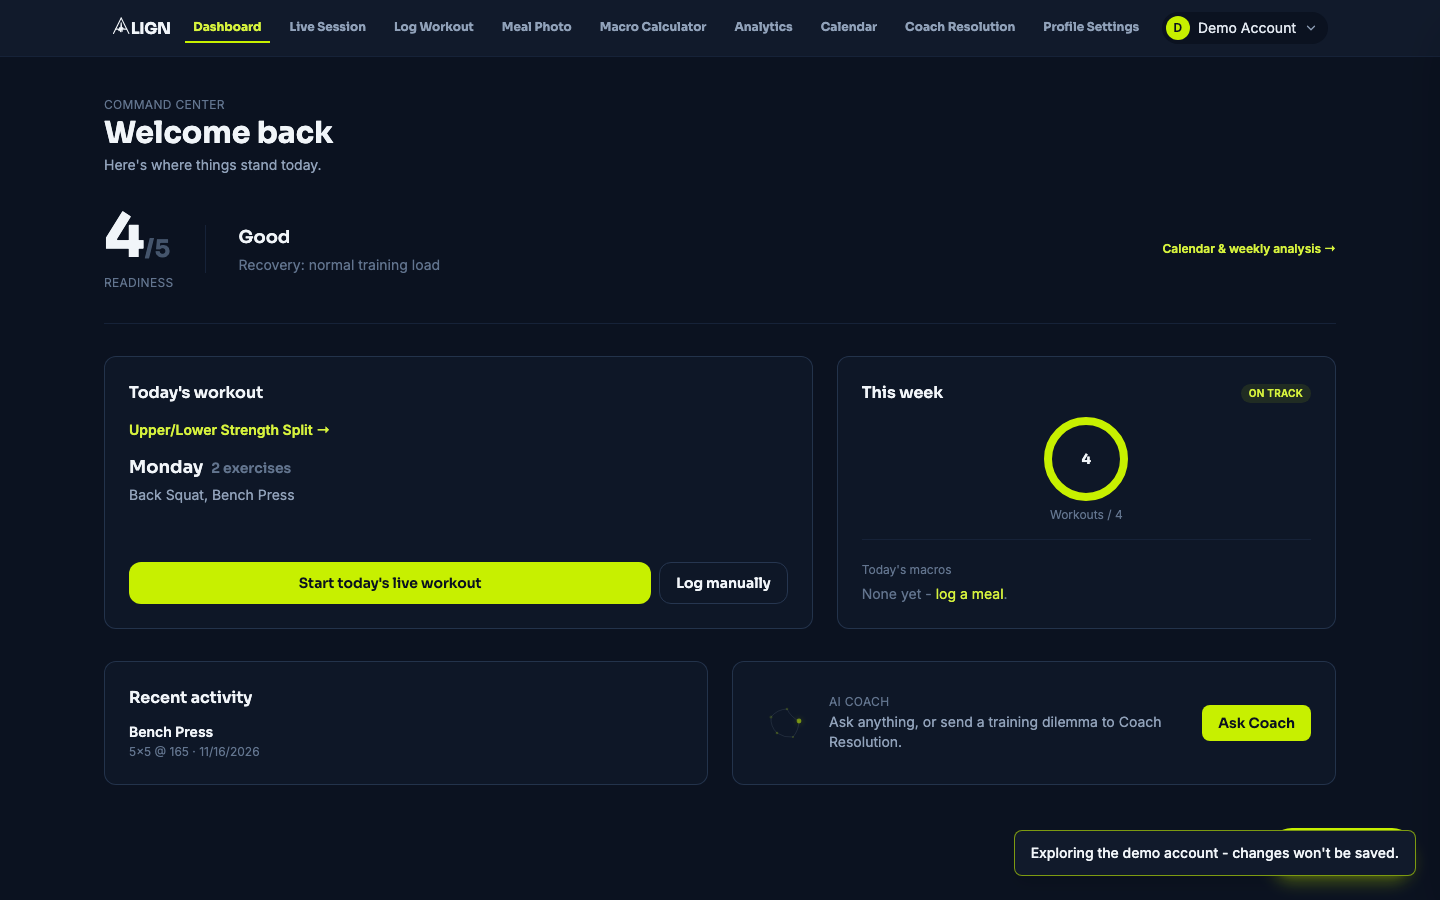 ALIGN
Dashboard
Live Session
Log Workout
Meal Photo
Macro Calculator
Analytics
Calendar
Coach Resolution
Profile Settings
D
Demo Account
COMMAND CENTER
Welcome back
Here's where things stand today.
4/5
READINESS
Good
Recovery: normal training load
Calendar & weekly analysis →
Today's workout
Upper/Lower Strength Split →
Monday 2 exercises
Back Squat, Bench Press
Start today's live workout
Log manually
This week
ON TRACK
4
Workouts / 4
Today's macros
None yet - log a meal.
Recent activity
Bench Press
5×5 @ 165 · 11/16/2026
AI COACH
Ask anything, or send a training dilemma to Coach
Resolution.
Ask Coach
Exploring the demo account - changes won't be saved.